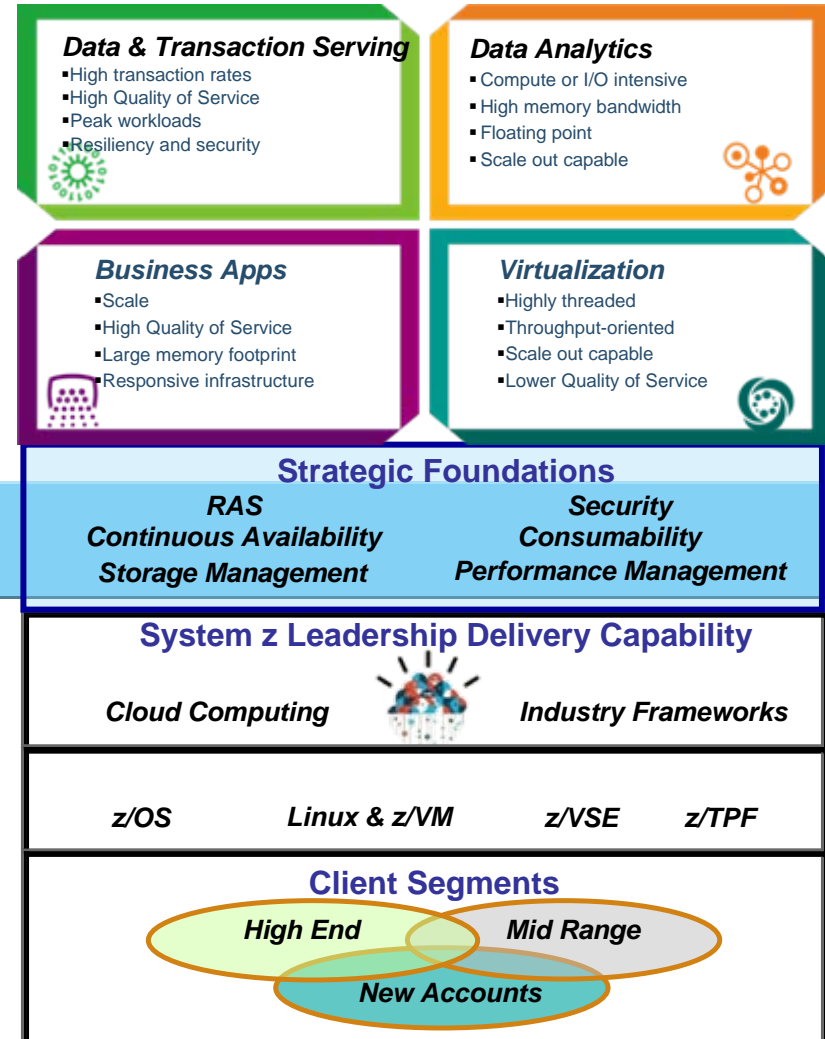 Data & Transaction Serving
▪High transaction rates
▪High Quality of Service
▪Peak workloads
▪Resiliency and security
Data Analytics
▪ Compute or I/O intensive
▪ High memory bandwidth
▪ Floating point
▪ Scale out capable
Business Apps
▪Scale
▪High Quality of Service
▪Large memory footprint
▪Responsive infrastructure
Virtualization
▪Highly threaded
▪Throughput-oriented
▪Scale out capable
▪Lower Quality of Service
Strategic Foundations
RAS
Security
Continuous Availability
Consumability
Storage Management
Performance Management
System z Leadership Delivery Capability
Cloud Computing
Industry Frameworks
z/OS
Linux & z/VM
z/VSE
z/TPF
Client Segments
High End
Mid Range
New Accounts